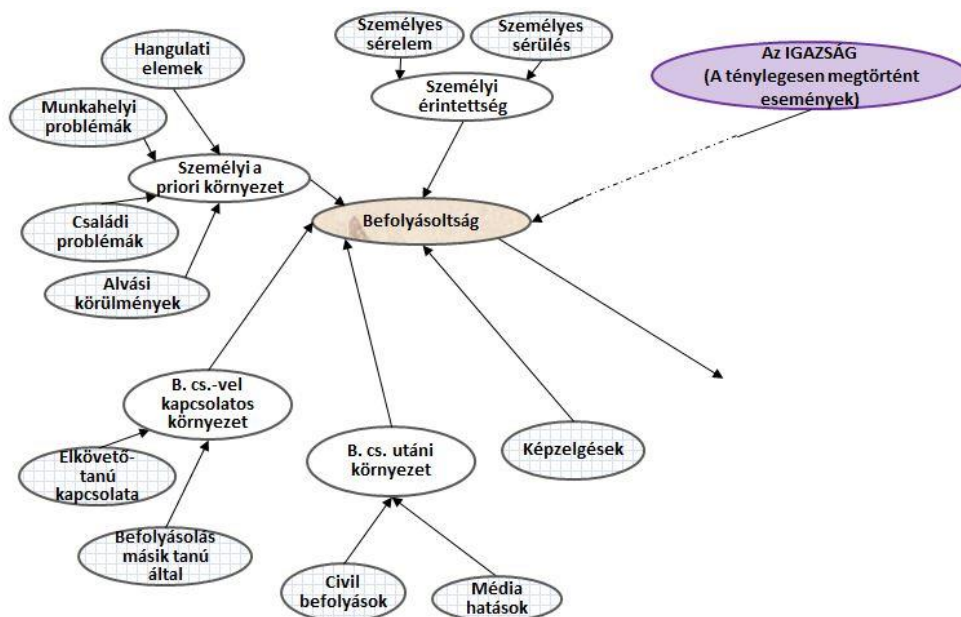 Személyes
sérelem
Személyes
sérülés
Hangulati
elemek
Az IGAZSÁG
(A ténylegesen megtörtént
események)
Személyi
érintettség
Munkahelyi
problémák
Személyi a
priori környezet
Befolyásoltság
Családi
problémák
Alvási
körülmények
B. cs.-vel
kapcsolatos
környezet
B. cs. utáni
környezet
Képzelgések
Elkövető-
tanú
kapcsolata
Befolyásolás
másik tanú
által
Civil
befolyások
Média
hatások